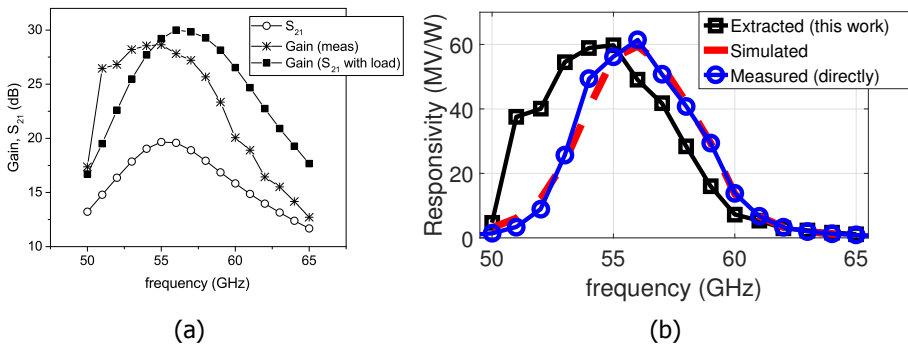 S21
Gain (meas)
Gain (S21 with load)
Gain, S21 (dB)
30
25
20
15
10
50 55 60 65
frequency (GHz)
(a)
Extracted (this work)
Simulated
Measured (directly)
Responsivity (MV/W)
60
40
20
0
50 55 60 65
frequency (GHz)
(b)